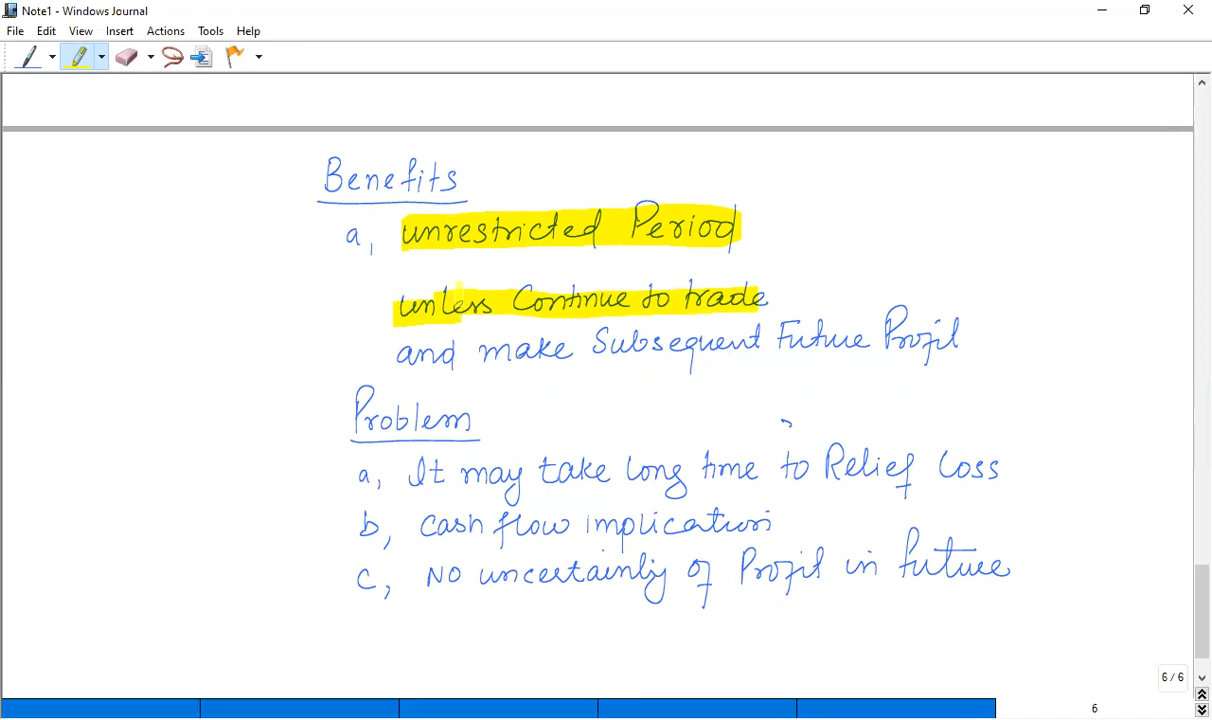 Note1 - Windows Journal
File Edit View Insert Actions Tools Help
Benefits
a, unrestricted Period
unless Continue to trade
and make Subsequent Future Profit
Problem
a, It may take long time to Relief Loss
b, cash flow implication
c, No uncertainty of Profit in future
6 / 6
6